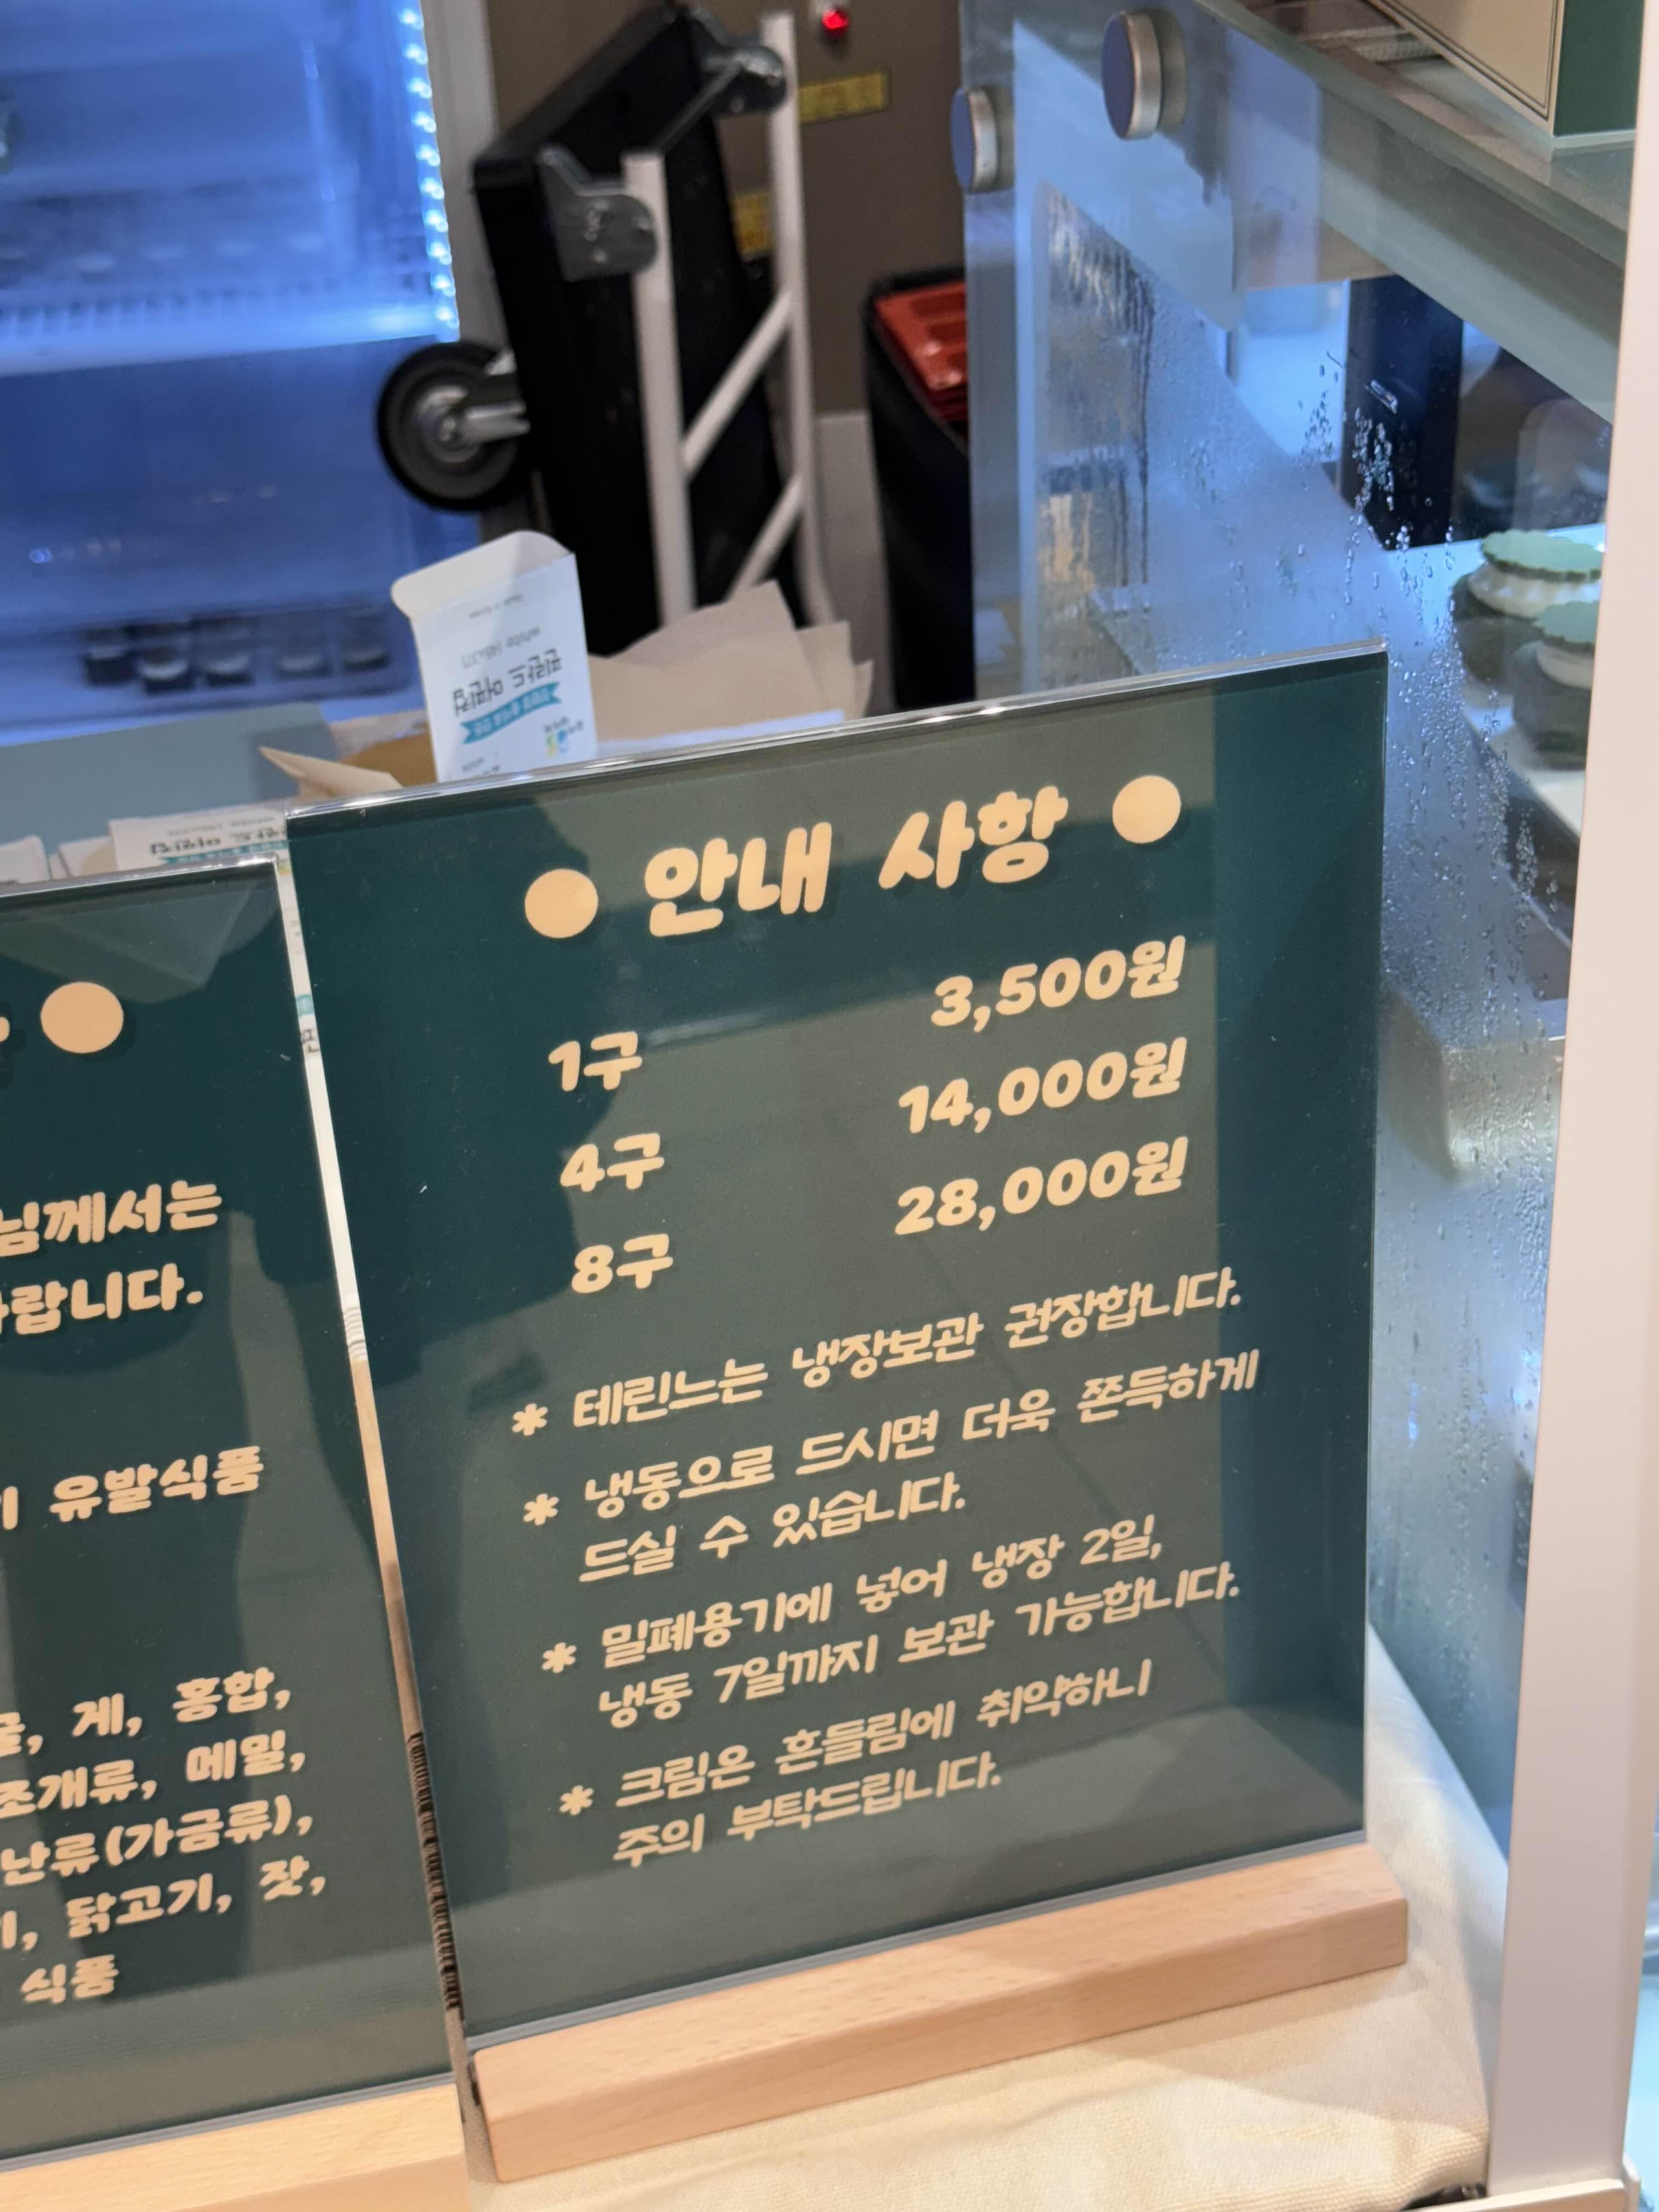 ● 안내 사항 ●
1구 3,500원
4구 14,000원
8구 28,000원
* 테린느는 냉장보관 권장합니다.
* 냉동으로 드시면 더욱 쫀득하게
드실 수 있습니다.
* 밀폐용기에 넣어 냉장 2일,
냉동 7일까지 보관 가능합니다.
* 크림은 흔들림에 취약하니
주의 부탁드립니다.
님께서는
랍니다.
유발식품
게, 홍합,
조개류, 메밀,
난류(가금류),
닭고기, 잣,
식품
white (45x37)